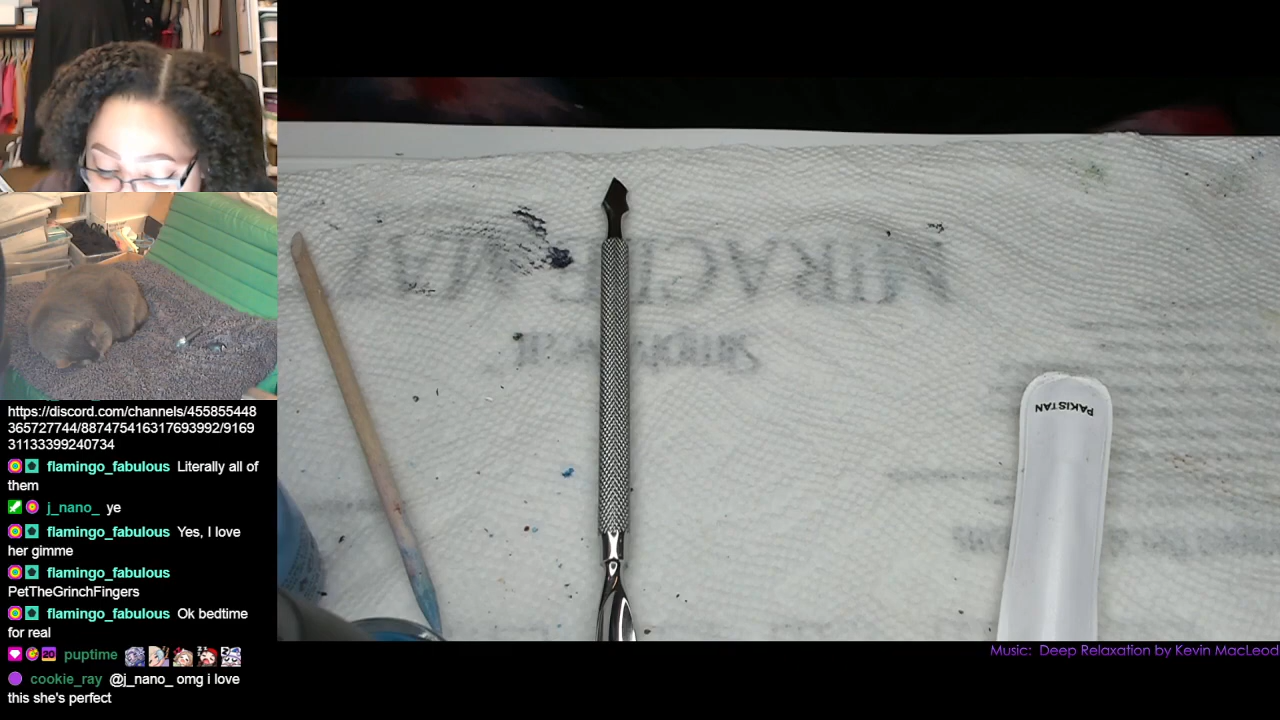 https://discord.com/channels/455855448
365727744/887475416317693992/9169
31133399240734
flamingo_fabulous Literally all of
them
j_nano_ ye
flamingo_fabulous Yes, I love
her gimme
flamingo_fabulous
PetTheGrinchFingers
flamingo_fabulous Ok bedtime
for real
20 puptime
cookie_ray @j_nano_ omg i love
this she's perfect
MIRACLE
PAKISTAN
Music: Deep Relaxation by Kevin MacLeod